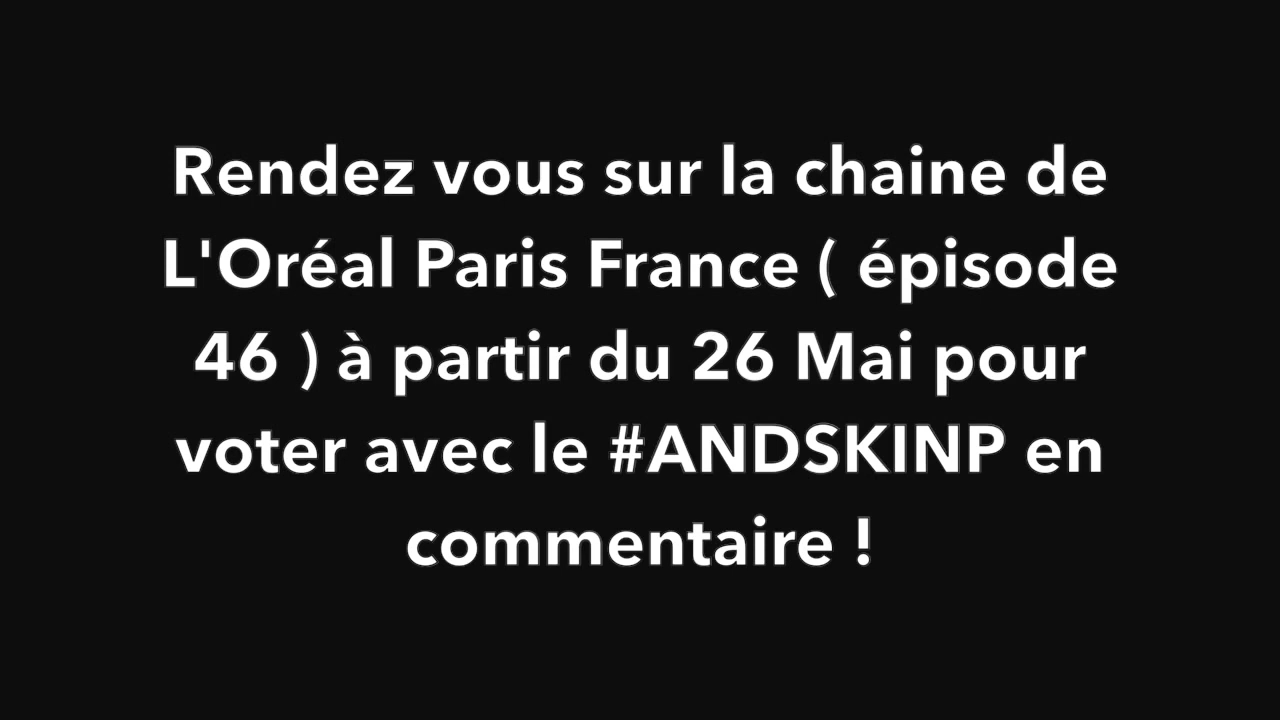 Rendez vous sur la chaine de
L'Oréal Paris France ( épisode
46 ) à partir du 26 Mai pour
voter avec le #ANDSKINP en
commentaire !